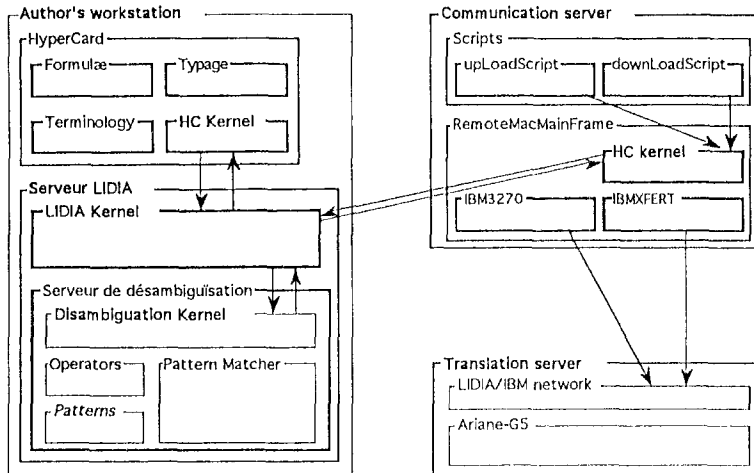 Author's workstation
HyperCard
Formulæ
Typage
Terminology
HC Kernel
Serveur LIDIA
LIDIA Kernel
Serveur de désambiguïsation
Disambiguation Kernel
Operators
Pattern Matcher
Patterns
Communication server
Scripts
upLoadScript
downLoadScript
RemoteMacMainFrame
HC kernel
IBM3270
IBMXFERT
Translation server
LIDIA/IBM network
Ariane-G5